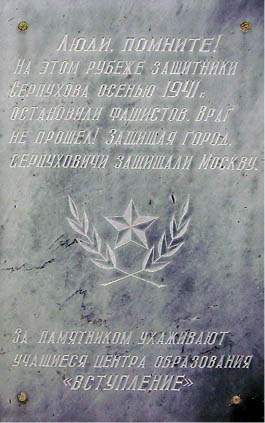 Люди, помните!
На этом рубеже защитники
Серпухова осенью 1941 г.
остановили фашистов. Враг
не прошел! Защищая город,
серпуховичи защищали Москву.
За памятником ухаживают
учащиеся центра образования
«ВСТУПЛЕНИЕ»